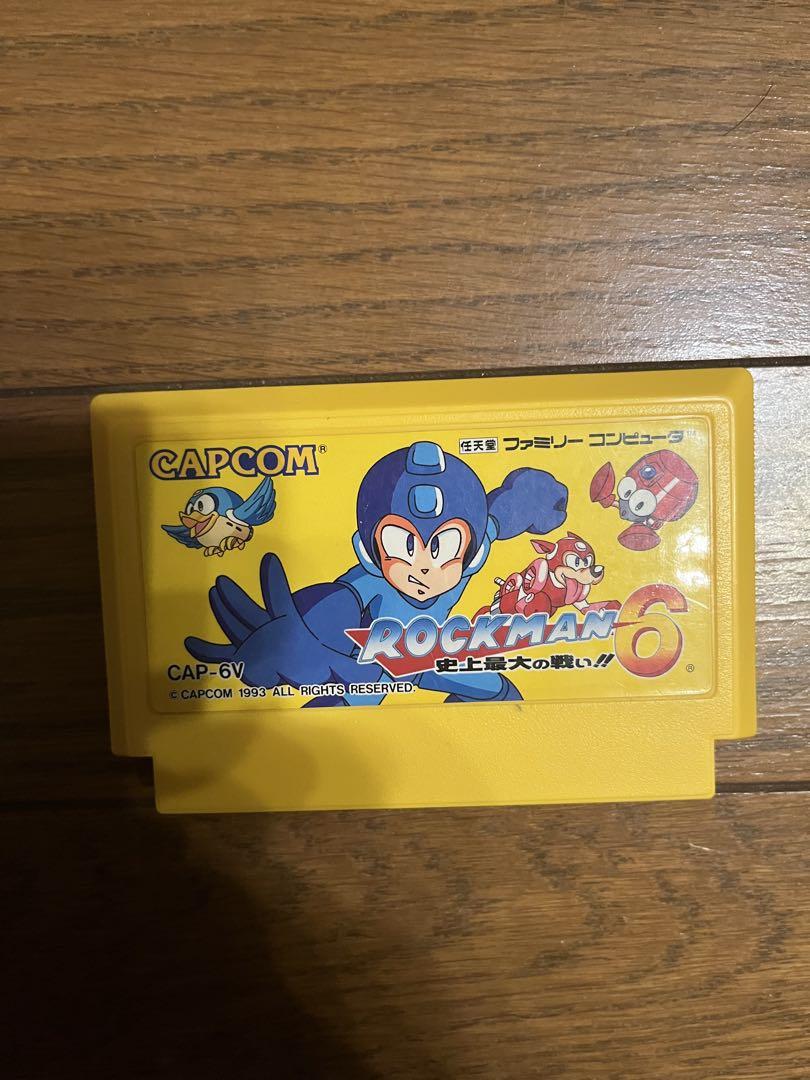 CAPCOM®
任天堂 ファミリーコンピュータ™
ROCKMAN 6
史上最大の戦い!!
®
CAP-6V
© CAPCOM 1993 ALL RIGHTS RESERVED.